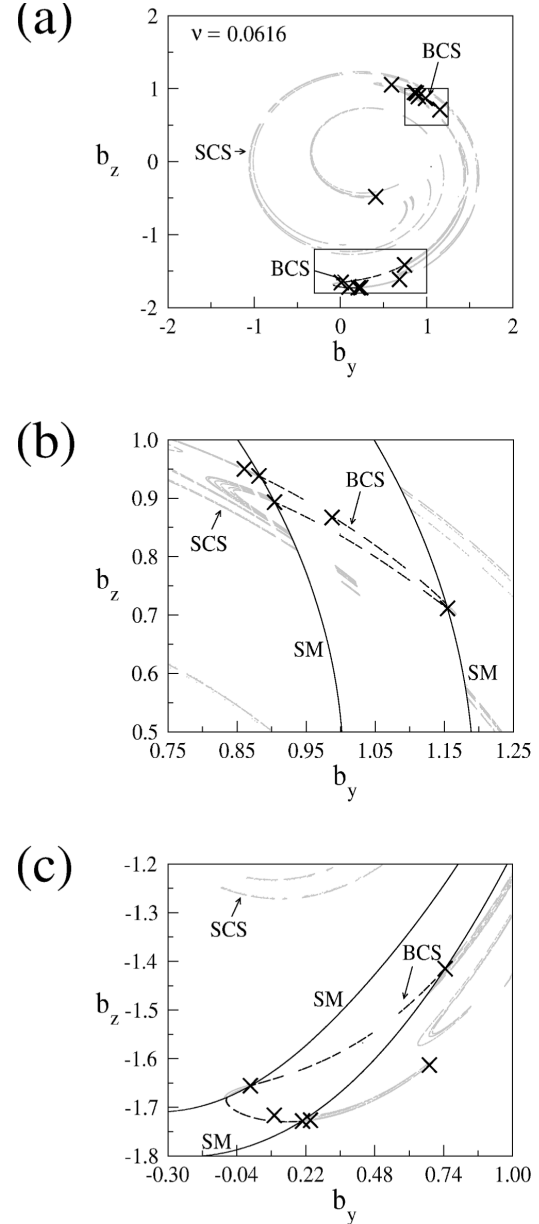 (a)
2
ν = 0.0616
BCS
1
SCS
b_z
0
-1
BCS
-2
-2 -1 0 1 2
b_y
(b)
1.0
BCS
0.9
SCS
0.8
b_z
0.7
SM
SM
0.6
0.5
0.75 0.85 0.95 1.05 1.15 1.25
b_y
(c)
-1.2
-1.3
SCS
BCS
-1.4
SM
b_z
-1.5
-1.6
-1.7
SM
-1.8
-0.30 -0.04 0.22 0.48 0.74 1.00
b_y